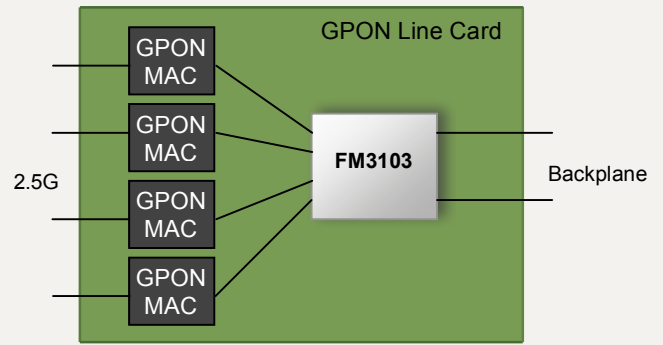 GPON Line Card
GPON
MAC
GPON
MAC
GPON
MAC
GPON
MAC
2.5G
FM3103
Backplane